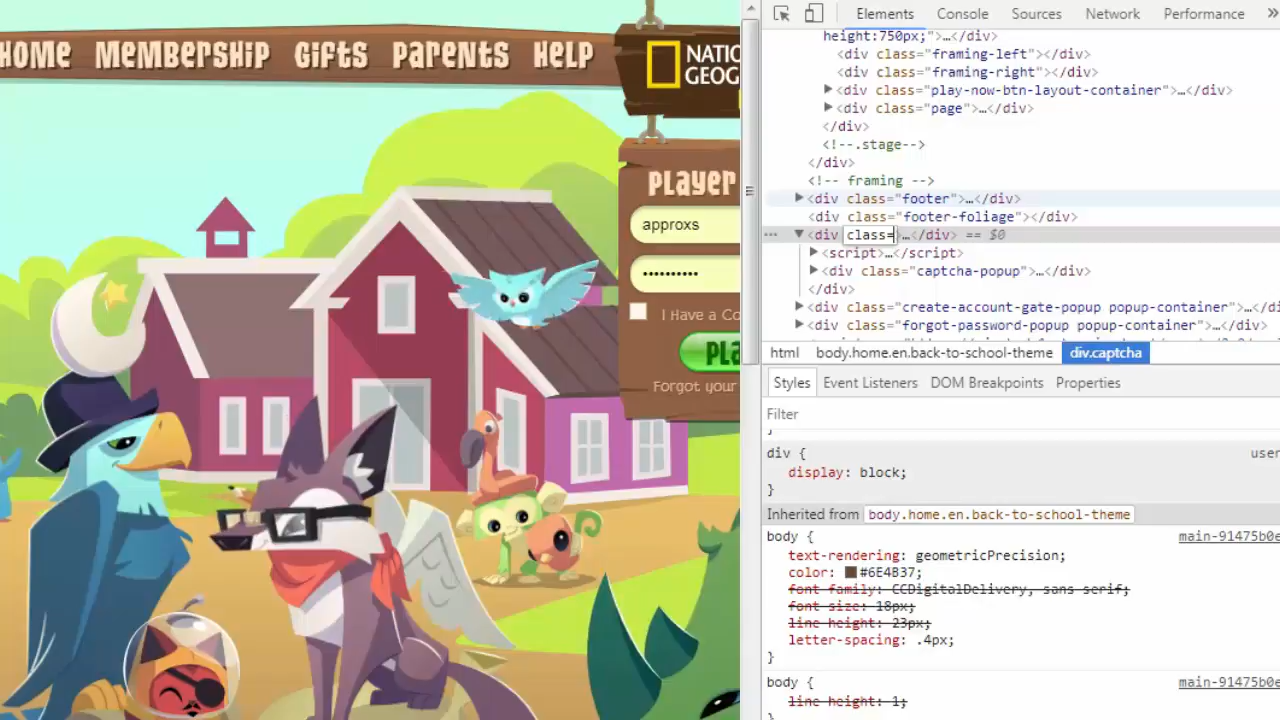 HOME Membership Gifts Parents Help
NATIO
GEOG
PLAYER
approxs
I Have a Co
PLA
Forgot your
Elements Console Sources Network Performance »
height:750px;">…</div>
<div class="framing-left"></div>
<div class="framing-right"></div>
▶<div class="play-now-btn-layout-container">…</div>
▶<div class="page">…</div>
</div>
<!--.stage-->
</div>
<!-- framing -->
▶<div class="footer">…</div>
<div class="footer-foliage"></div>
… ▼<div class= …</div> == $0
▶<script>…</script>
▶<div class="captcha-popup">…</div>
</div>
▶<div class="create-account-gate-popup popup-container">…</
▶<div class="forgot-password-popup popup-container">…</div>
html body.home.en.back-to-school-theme div.captcha
Styles Event Listeners DOM Breakpoints Properties
Filter
}
div { user
display: block;
}
Inherited from body.home.en.back-to-school-theme
body { main-91475b0e
text-rendering: geometricPrecision;
color: #6E4B37;
font-family: CCDigitalDelivery, sans-serif;
font-size: 18px;
line-height: 23px;
letter-spacing: .4px;
}
body { main-91475b0e
line-height: 1;